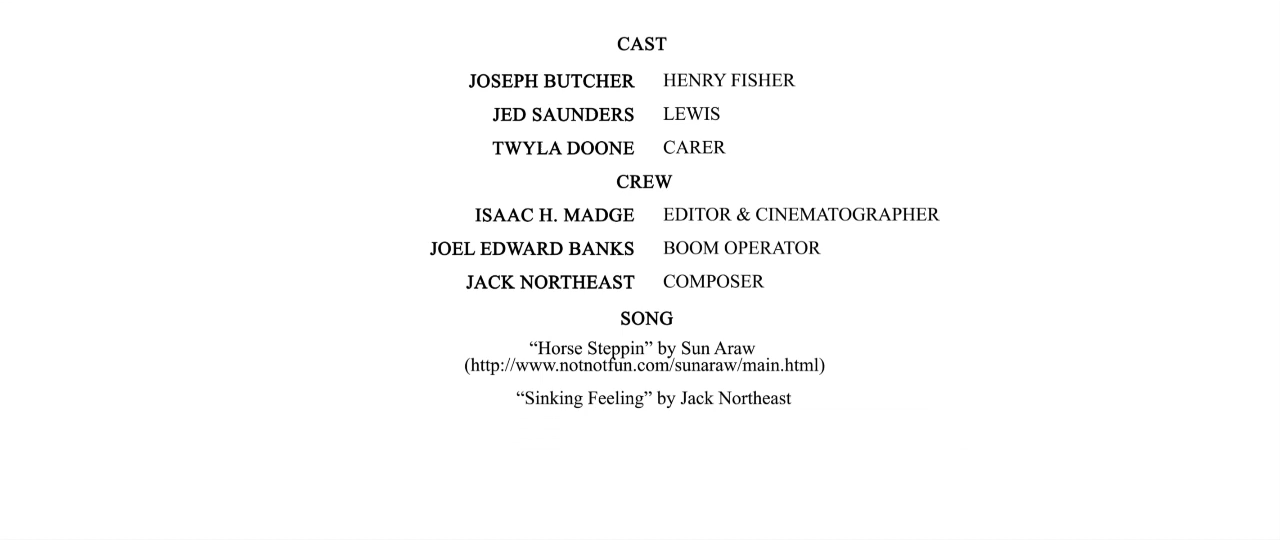 CAST
JOSEPH BUTCHER HENRY FISHER
JED SAUNDERS LEWIS
TWYLA DOONE CARER
CREW
ISAAC H. MADGE EDITOR & CINEMATOGRAPHER
JOEL EDWARD BANKS BOOM OPERATOR
JACK NORTHEAST COMPOSER
SONG
“Horse Steppin” by Sun Araw
(http://www.notnotfun.com/sunaraw/main.html)
“Sinking Feeling” by Jack Northeast